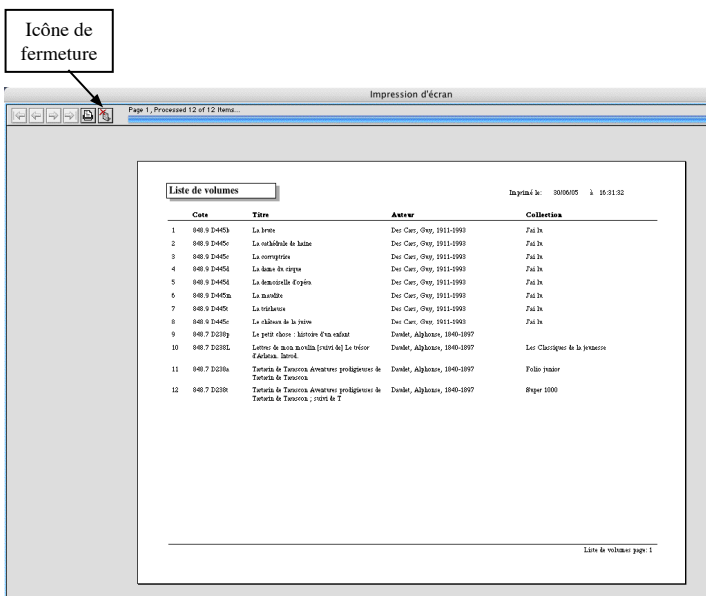 Icône de
fermeture
Impression d'écran
Page 1, Processed 12 of 12 Items...
Liste de volumes
Imprimé le: 30/06/05 à 16:31:32
Cote Titre Auteur Collection
1 848.9 D445b La brute Des Cars, Guy, 1911-1993 J'ai lu
2 848.9 D445c La cathédrale de haine Des Cars, Guy, 1911-1993 J'ai lu
3 848.9 D445c La corruptrice Des Cars, Guy, 1911-1993 J'ai lu
4 848.9 D445d La dame du cirque Des Cars, Guy, 1911-1993 J'ai lu
5 848.9 D445d La demoiselle d'opéra Des Cars, Guy, 1911-1993 J'ai lu
6 848.9 D445m La maudite Des Cars, Guy, 1911-1993 J'ai lu
7 848.9 D445t La tricheuse Des Cars, Guy, 1911-1993 J'ai lu
8 848.9 D445c Le château de la juive Des Cars, Guy, 1911-1993 J'ai lu
9 848.7 D238p Le petit chose : histoire d'un enfant Daudet, Alphonse, 1840-1897
10 848.7 D238L Lettres de mon moulin [suivi de] Le trésor Daudet, Alphonse, 1840-1897 Les Classiques de la jeunesse
d'Arlatan. Introd.
11 848.7 D238a Tartarin de Tarascon Aventures prodigieuses de Daudet, Alphonse, 1840-1897 Folio junior
Tartarin de Tarascon
12 848.7 D238t Tartarin de Tarascon Aventures prodigieuses de Daudet, Alphonse, 1840-1897 Super 1000
Tartarin de Tarascon ; suivi de T
Liste de volumes page: 1